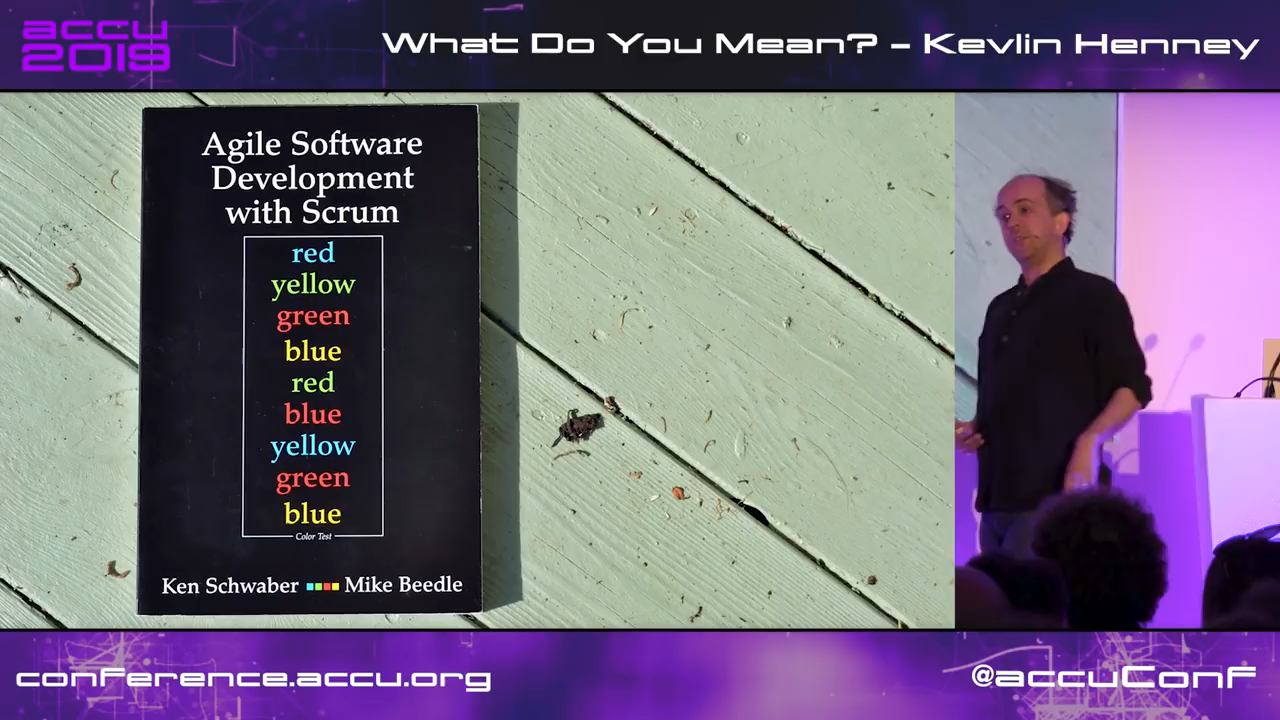 accu
2019
What Do You Mean? - Kevlin Henney
Agile Software
Development
with Scrum
red
yellow
green
blue
red
blue
yellow
green
blue
Color Test
Ken Schwaber Mike Beedle
conference.accu.org
@accuConf